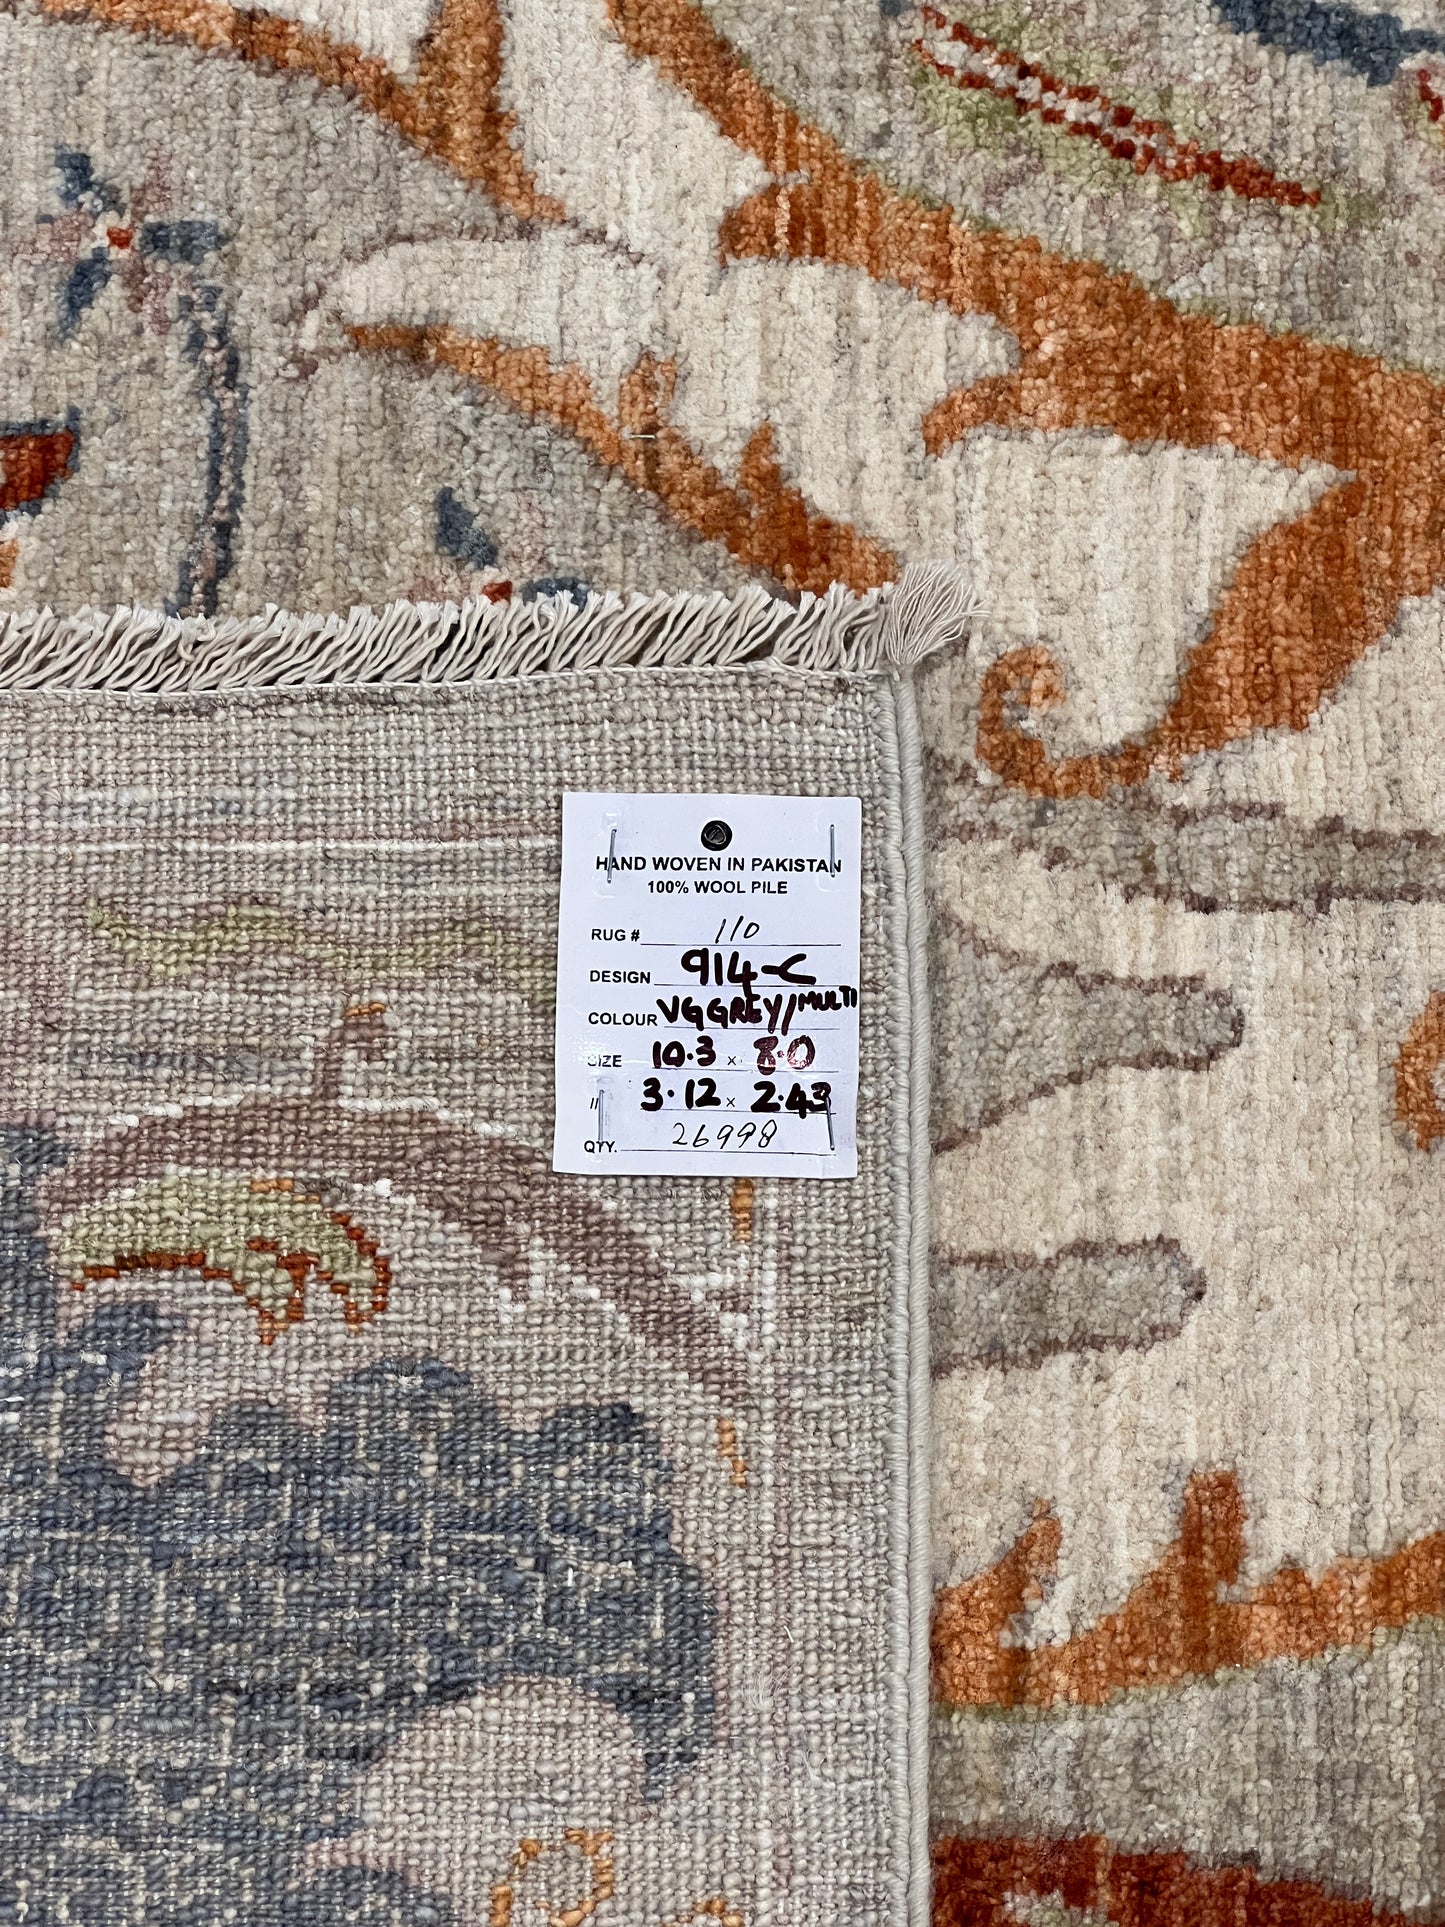 HAND WOVEN IN PAKISTAN
100% WOOL PILE
RUG # 110
DESIGN 914-C
COLOUR VGGREY/MULTI
SIZE 10.3 x 8.0
" 3.12 x 2.43
QTY. 26998